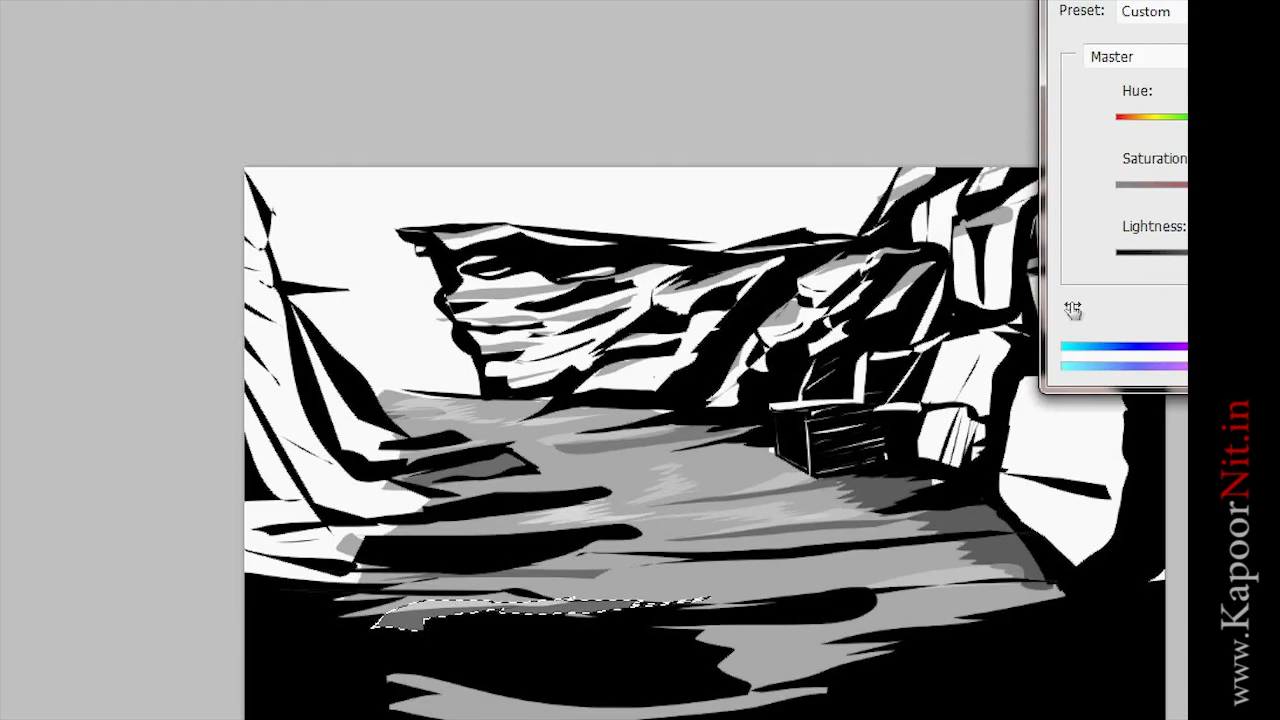 Preset: Custom
Master
Hue:
Saturation
Lightness:
www.KapoorNit.in